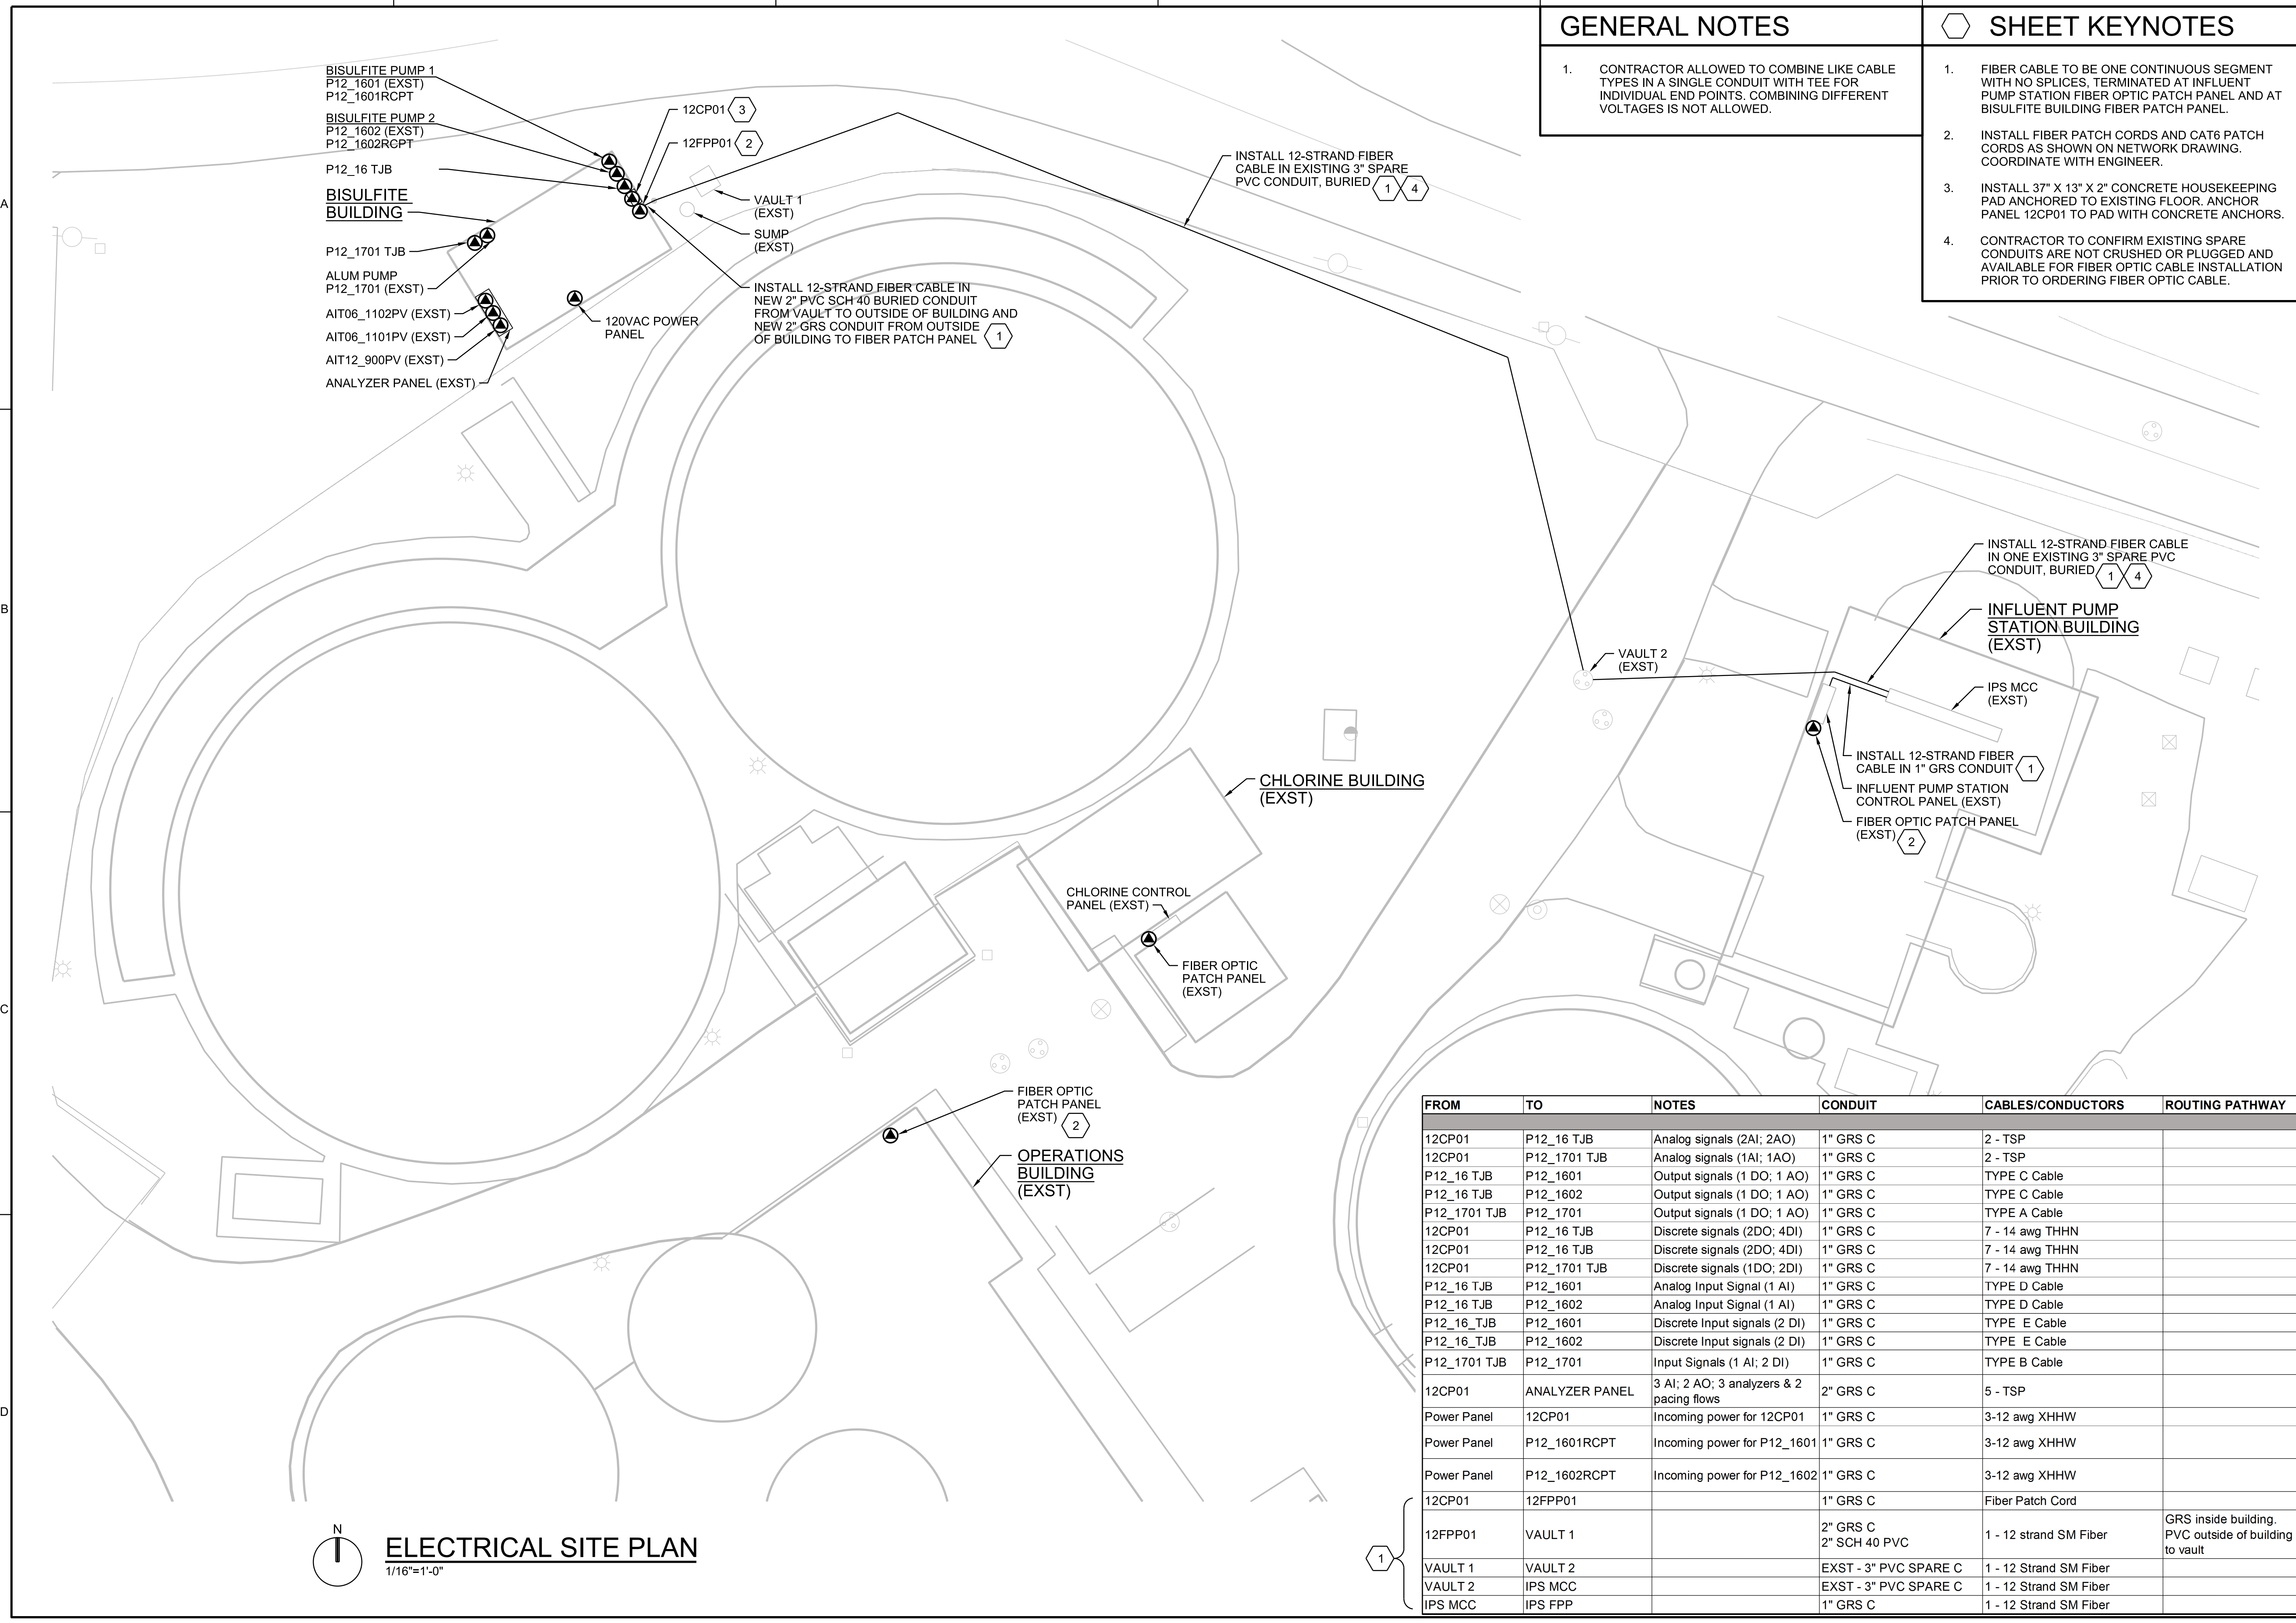 GENERAL NOTES
1. CONTRACTOR ALLOWED TO COMBINE LIKE CABLE
TYPES IN A SINGLE CONDUIT WITH TEE FOR
INDIVIDUAL END POINTS. COMBINING DIFFERENT
VOLTAGES IS NOT ALLOWED.
SHEET KEYNOTES
1. FIBER CABLE TO BE ONE CONTINUOUS SEGMENT
WITH NO SPLICES, TERMINATED AT INFLUENT
PUMP STATION FIBER OPTIC PATCH PANEL AND AT
BISULFITE BUILDING FIBER PATCH PANEL.
2. INSTALL FIBER PATCH CORDS AND CAT6 PATCH
CORDS AS SHOWN ON NETWORK DRAWING.
COORDINATE WITH ENGINEER.
3. INSTALL 37" X 13" X 2" CONCRETE HOUSEKEEPING
PAD ANCHORED TO EXISTING FLOOR. ANCHOR
PANEL 12CP01 TO PAD WITH CONCRETE ANCHORS.
4. CONTRACTOR TO CONFIRM EXISTING SPARE
CONDUITS ARE NOT CRUSHED OR PLUGGED AND
AVAILABLE FOR FIBER OPTIC CABLE INSTALLATION
PRIOR TO ORDERING FIBER OPTIC CABLE.
A
B
C
D
BISULFITE PUMP 1
P12_1601 (EXST)
P12_1601RCPT
BISULFITE PUMP 2
P12_1602 (EXST)
P12_1602RCPT
P12_16 TJB
BISULFITE
BUILDING
P12_1701 TJB
ALUM PUMP
P12_1701 (EXST)
AIT06_1102PV (EXST)
AIT06_1101PV (EXST)
AIT12_900PV (EXST)
ANALYZER PANEL (EXST)
12CP01 3
12FPP01 2
VAULT 1
(EXST)
SUMP
(EXST)
120VAC POWER
PANEL
INSTALL 12-STRAND FIBER CABLE IN
NEW 2" PVC SCH 40 BURIED CONDUIT
FROM VAULT TO OUTSIDE OF BUILDING AND
NEW 2" GRS CONDUIT FROM OUTSIDE
OF BUILDING TO FIBER PATCH PANEL 1
INSTALL 12-STRAND FIBER
CABLE IN EXISTING 3" SPARE
PVC CONDUIT, BURIED 1 4
INSTALL 12-STRAND FIBER CABLE
IN ONE EXISTING 3" SPARE PVC
CONDUIT, BURIED 1 4
INFLUENT PUMP
STATION BUILDING
(EXST)
VAULT 2
(EXST)
IPS MCC
(EXST)
INSTALL 12-STRAND FIBER
CABLE IN 1" GRS CONDUIT 1
INFLUENT PUMP STATION
CONTROL PANEL (EXST)
FIBER OPTIC PATCH PANEL
(EXST) 2
CHLORINE BUILDING
(EXST)
CHLORINE CONTROL
PANEL (EXST)
FIBER OPTIC
PATCH PANEL
(EXST)
FIBER OPTIC
PATCH PANEL
(EXST) 2
OPERATIONS
BUILDING
(EXST)
FROM TO NOTES CONDUIT CABLES/CONDUCTORS ROUTING PATHWAY
12CP01 P12_16 TJB Analog signals (2AI; 2AO) 1" GRS C 2 - TSP
12CP01 P12_1701 TJB Analog signals (1AI; 1AO) 1" GRS C 2 - TSP
P12_16 TJB P12_1601 Output signals (1 DO; 1 AO) 1" GRS C TYPE C Cable
P12_16 TJB P12_1602 Output signals (1 DO; 1 AO) 1" GRS C TYPE C Cable
P12_1701 TJB P12_1701 Output signals (1 DO; 1 AO) 1" GRS C TYPE A Cable
12CP01 P12_16 TJB Discrete signals (2DO; 4DI) 1" GRS C 7 - 14 awg THHN
12CP01 P12_16 TJB Discrete signals (2DO; 4DI) 1" GRS C 7 - 14 awg THHN
12CP01 P12_1701 TJB Discrete signals (1DO; 2DI) 1" GRS C 7 - 14 awg THHN
P12_16 TJB P12_1601 Analog Input Signal (1 AI) 1" GRS C TYPE D Cable
P12_16 TJB P12_1602 Analog Input Signal (1 AI) 1" GRS C TYPE D Cable
P12_16_TJB P12_1601 Discrete Input signals (2 DI) 1" GRS C TYPE E Cable
P12_16_TJB P12_1602 Discrete Input signals (2 DI) 1" GRS C TYPE E Cable
P12_1701 TJB P12_1701 Input Signals (1 AI; 2 DI) 1" GRS C TYPE B Cable
12CP01 ANALYZER PANEL 3 AI; 2 AO; 3 analyzers & 2
pacing flows 2" GRS C 5 - TSP
Power Panel 12CP01 Incoming power for 12CP01 1" GRS C 3-12 awg XHHW
Power Panel P12_1601RCPT Incoming power for P12_1601 1" GRS C 3-12 awg XHHW
Power Panel P12_1602RCPT Incoming power for P12_1602 1" GRS C 3-12 awg XHHW
12CP01 12FPP01 1" GRS C Fiber Patch Cord
1
12FPP01 VAULT 1 2" GRS C
2" SCH 40 PVC 1 - 12 strand SM Fiber GRS inside building.
PVC outside of building
to vault
VAULT 1 VAULT 2 EXST - 3" PVC SPARE C 1 - 12 Strand SM Fiber
VAULT 2 IPS MCC EXST - 3" PVC SPARE C 1 - 12 Strand SM Fiber
IPS MCC IPS FPP 1" GRS C 1 - 12 Strand SM Fiber
N
ELECTRICAL SITE PLAN
1/16"=1'-0"